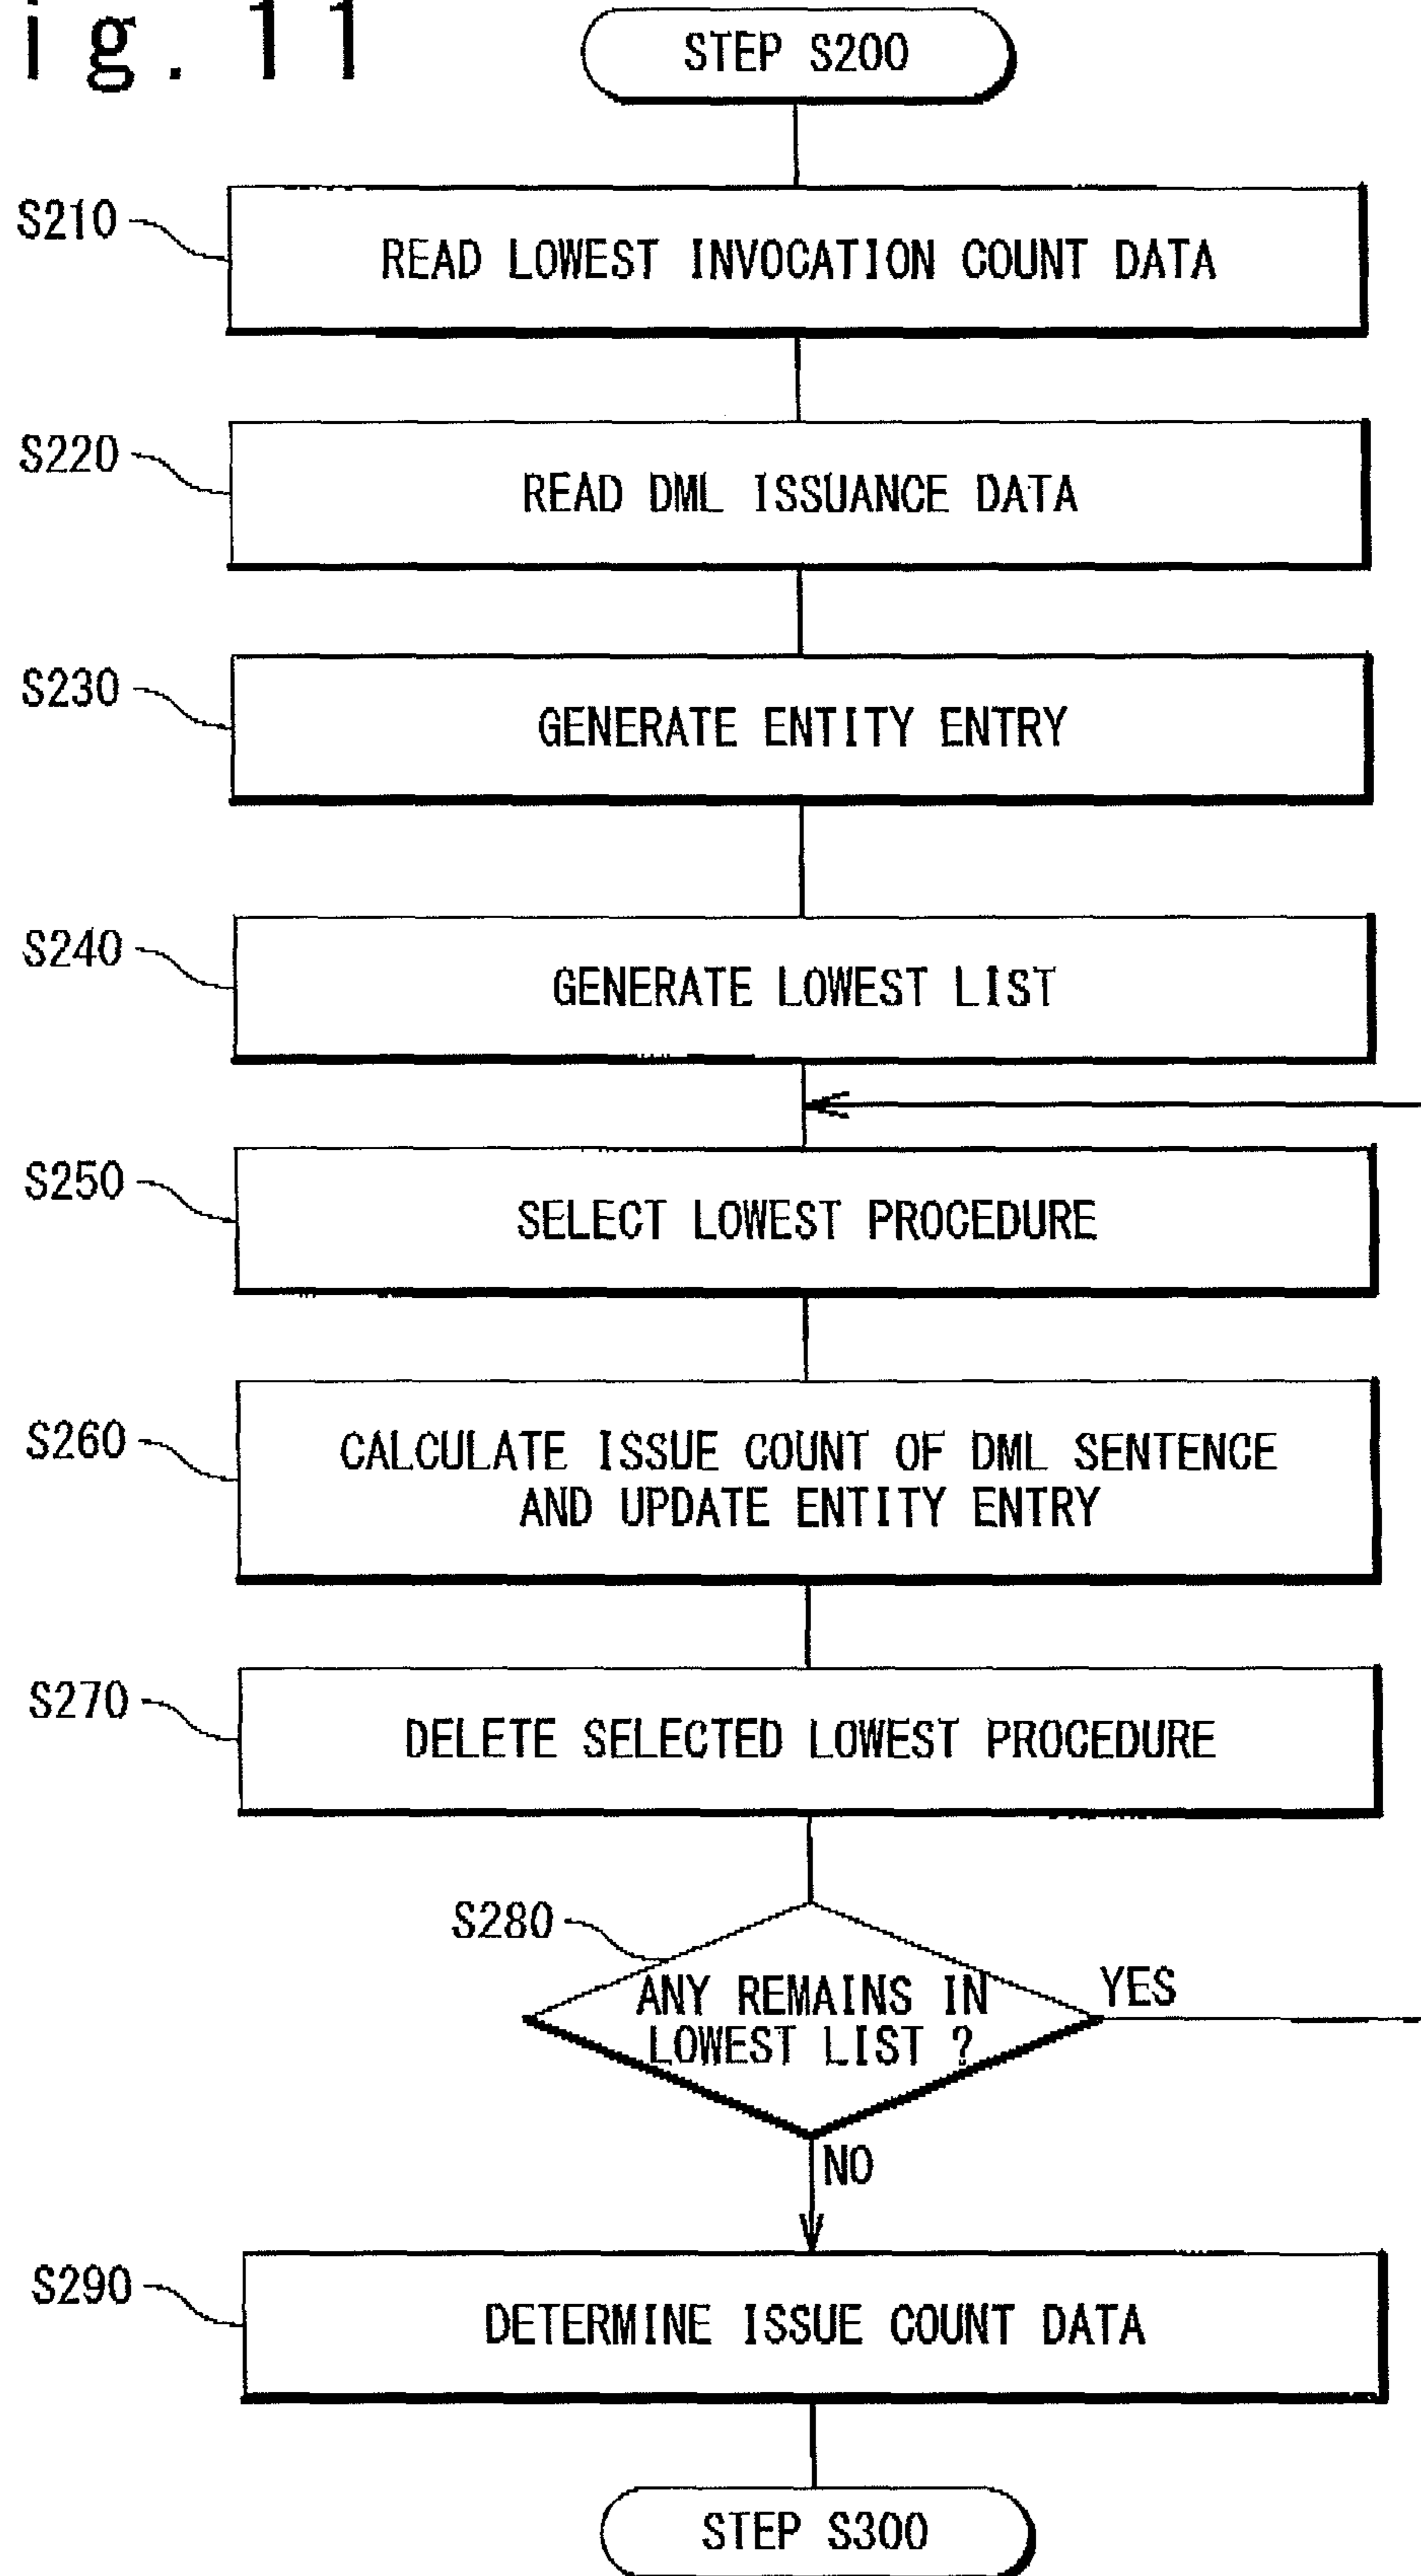 ig. 11
STEP S200
S210
READ LOWEST INVOCATION COUNT DATA
S220
READ DML ISSUANCE DATA
S230
GENERATE ENTITY ENTRY
S240
GENERATE LOWEST LIST
S250
SELECT LOWEST PROCEDURE
S260
CALCULATE ISSUE COUNT OF DML SENTENCE
AND UPDATE ENTITY ENTRY
S270
DELETE SELECTED LOWEST PROCEDURE
S280
ANY REMAINS IN
LOWEST LIST ?
YES
NO
S290
DETERMINE ISSUE COUNT DATA
STEP S300